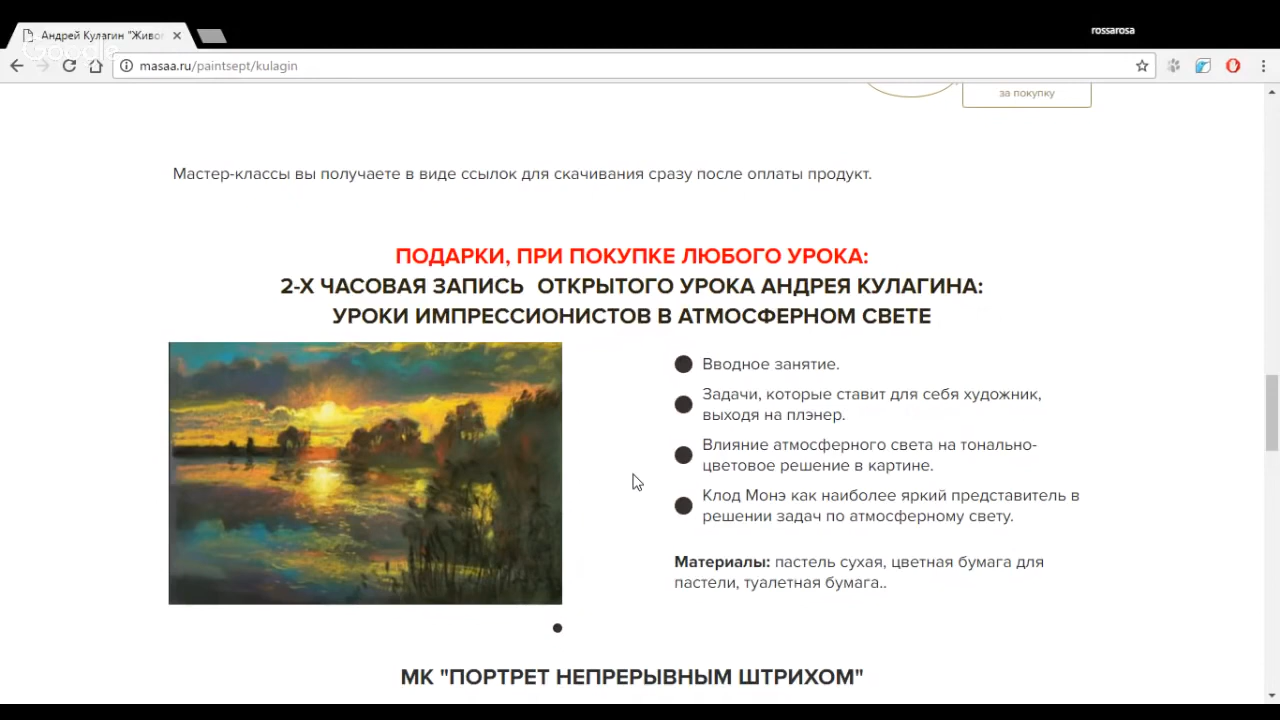 rossarosa
Андрей Кулагин "Живоп
Google
masaa.ru/paintsept/kulagin
за покупку
Мастер-классы вы получаете в виде ссылок для скачивания сразу после оплаты продукт.
ПОДАРКИ, ПРИ ПОКУПКЕ ЛЮБОГО УРОКА:
2-Х ЧАСОВАЯ ЗАПИСЬ ОТКРЫТОГО УРОКА АНДРЕЯ КУЛАГИНА:
УРОКИ ИМПРЕССИОНИСТОВ В АТМОСФЕРНОМ СВЕТЕ
Вводное занятие.
Задачи, которые ставит для себя художник,
выходя на плэнер.
Влияние атмосферного света на тонально-
цветовое решение в картине.
Клод Монэ как наиболее яркий представитель в
решении задач по атмосферному свету.
Материалы: пастель сухая, цветная бумага для
пастели, туалетная бумага..
МК "ПОРТРЕТ НЕПРЕРЫВНЫМ ШТРИХОМ"